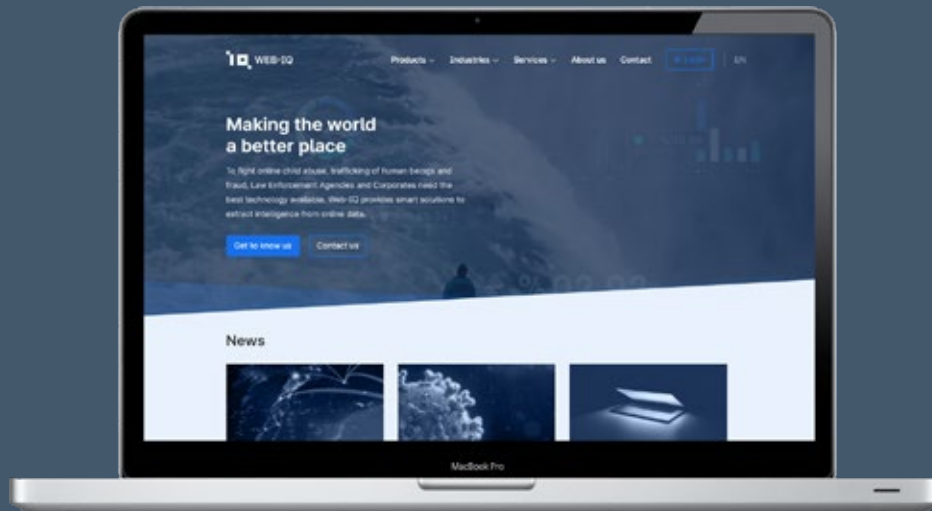 WEB-IQ
Products Industries Services About us Contact EN
Making the world
a better place
To fight online child abuse, trafficking of human beings and
fraud, Law Enforcement Agencies and Corporates need the
best technology available. Web-IQ provides smart solutions to
extract intelligence from online data.
Get to know us Contact us
News
MacBook Pro